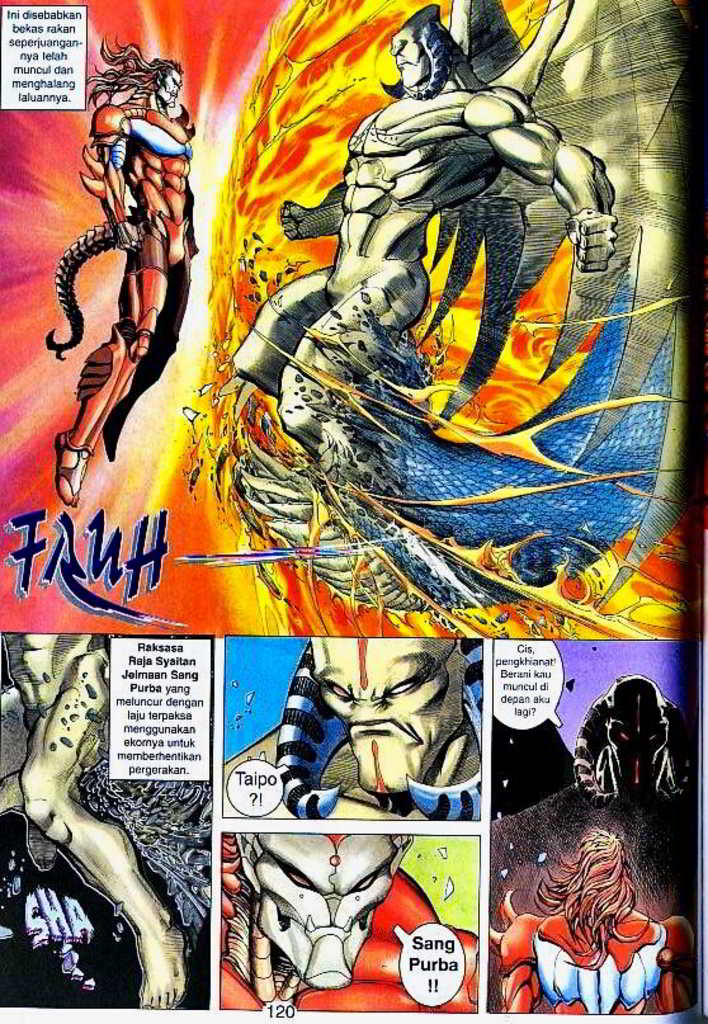 Ini disebabkan
bekas rakan
seperjuangan-
nya telah
muncul dan
menghalang
laluannya.
Raksasa
Raja Syaitan
Jelmaan Sang
Purba yang
meluncur dengan
laju terpaksa
menggunakan
ekornya untuk
memberhentikan
pergerakan.
Taipo
?!
Sang
Purba
!!
Cis,
pengkhianat!
Berani kau
muncul di
depan aku
lagi?
120